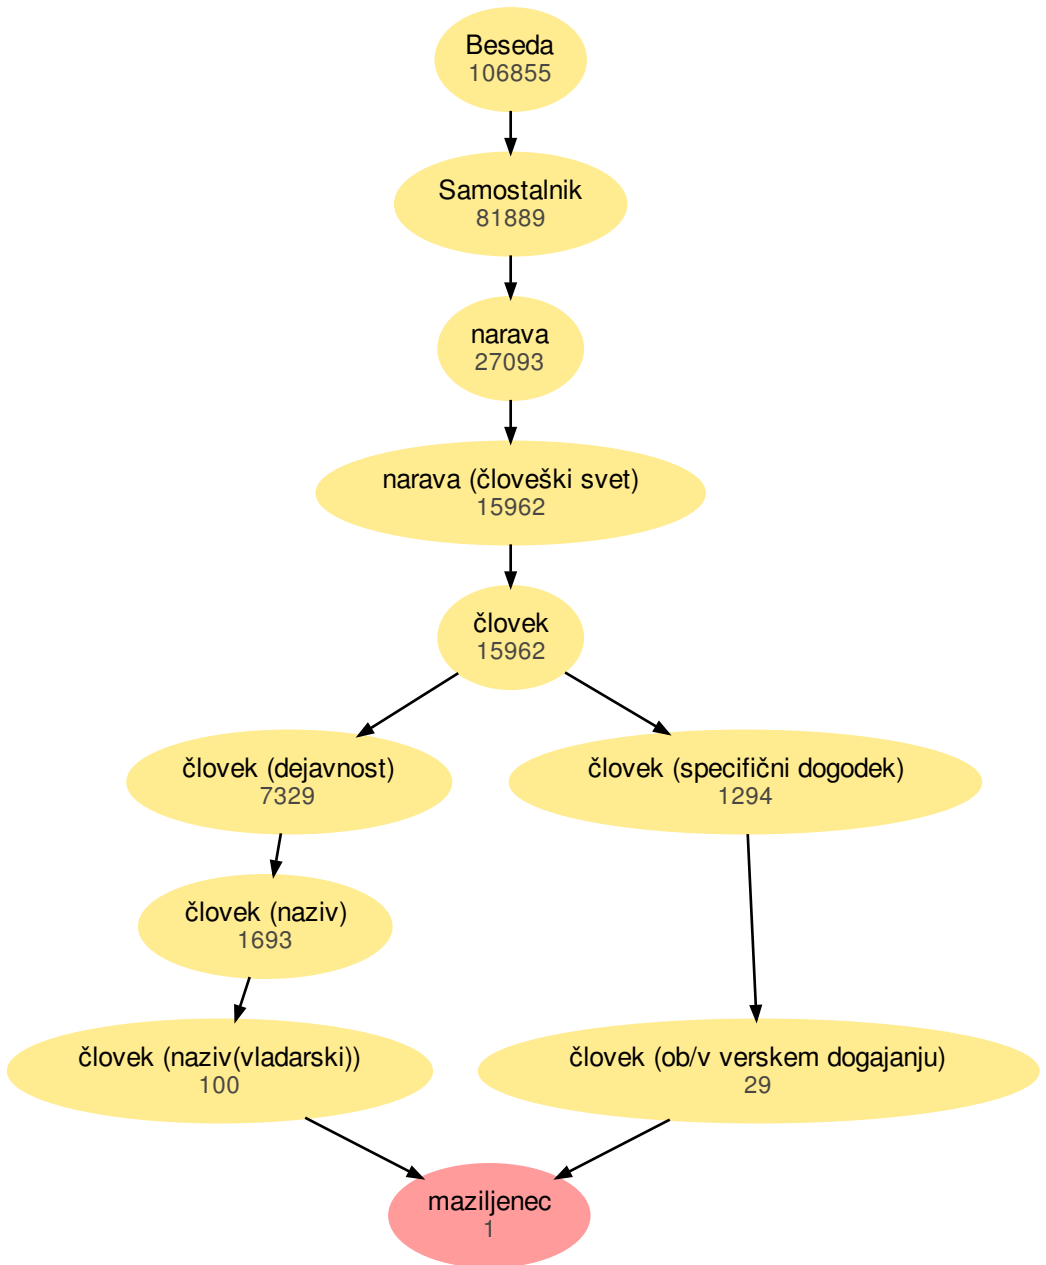 Beseda
106855
Samostalnik
81889
narava
27093
narava (človeški svet)
15962
človek
15962
človek (dejavnost)
7329
človek (specifični dogodek)
1294
človek (naziv)
1693
človek (naziv(vladarski))
100
človek (ob/v verskem dogajanju)
29
maziljenec
1